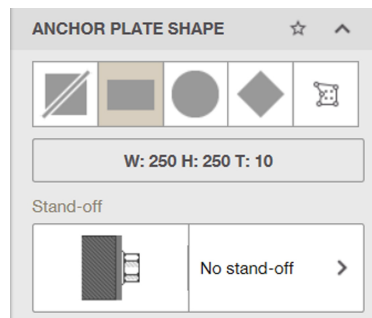 ANCHOR PLATE SHAPE
W: 250 H: 250 T: 10
Stand-off
No stand-off